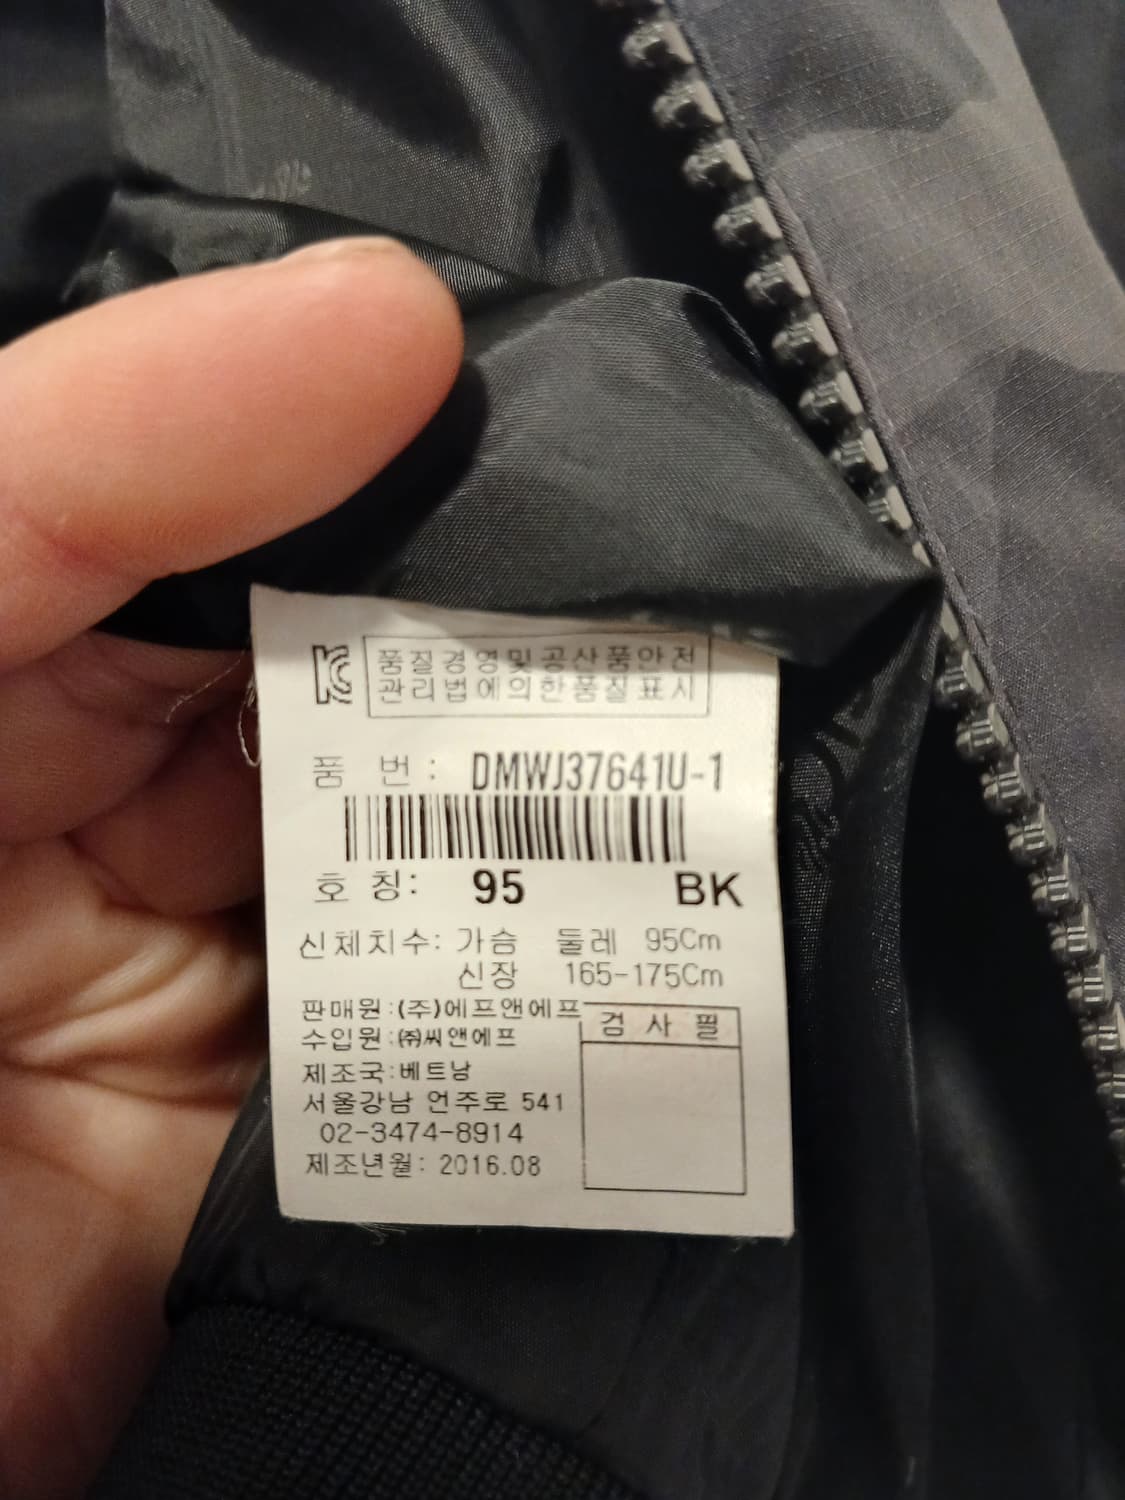 품질경영및공산품안전
관리법에의한품질표시
품 번: DMWJ37641U-1
호 칭: 95 BK
신체치수: 가슴 둘레 95Cm
신장 165-175Cm
판매원:(주)에프앤에프
수입원:㈜씨앤에프
검 사 필
제조국:베트남
서울강남 언주로 541
02-3474-8914
제조년월: 2016.08